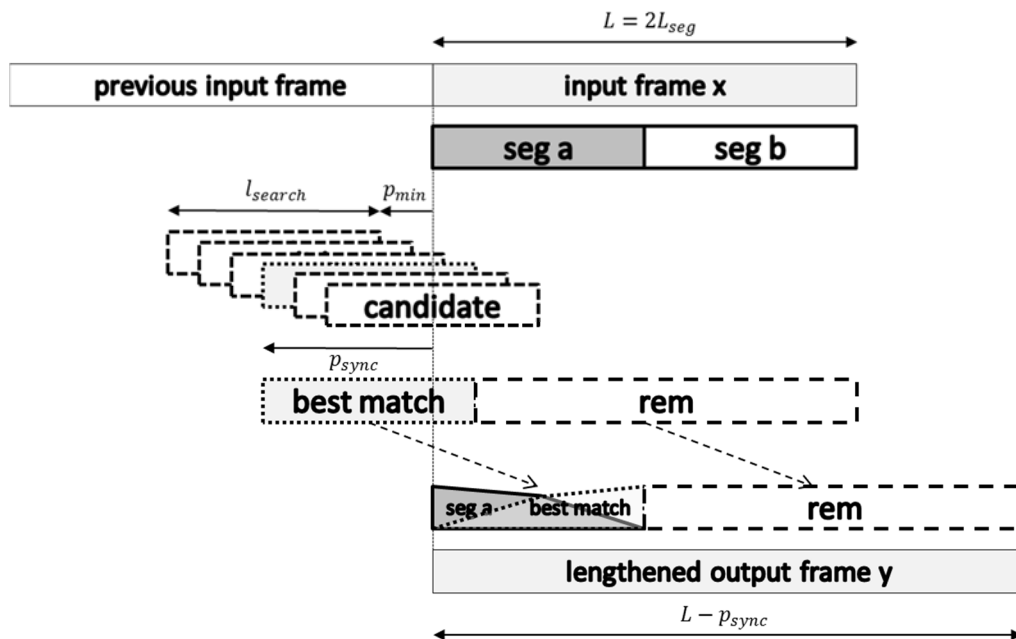 L = 2L_seg
previous input frame
input frame x
seg a
seg b
l_search
p_min
candidate
p_sync
best match
rem
seg a
best match
rem
lengthened output frame y
L − p_sync